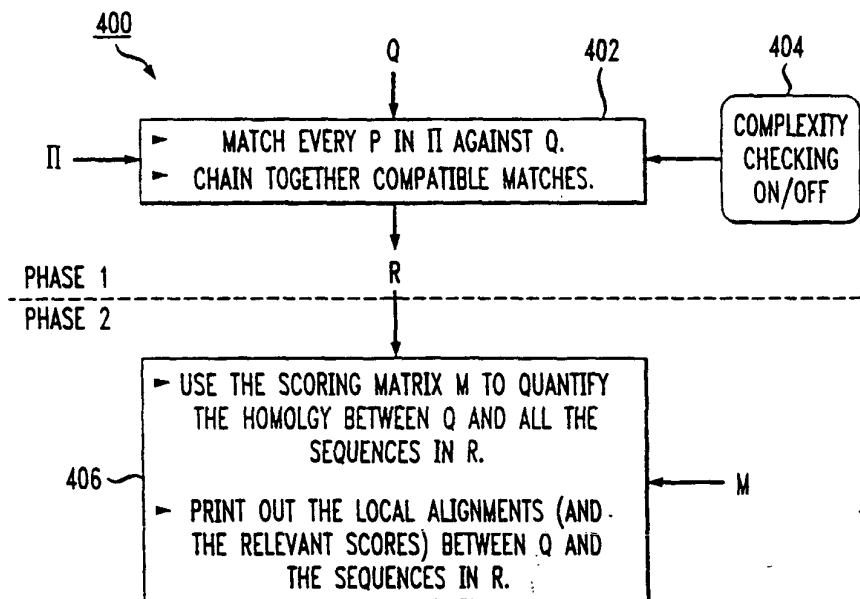 400
Q
402
404
Π
► MATCH EVERY P IN Π AGAINST Q.
► CHAIN TOGETHER COMPATIBLE MATCHES.
COMPLEXITY
CHECKING
ON/OFF
PHASE 1
R
PHASE 2
► USE THE SCORING MATRIX M TO QUANTIFY
THE HOMOLGY BETWEEN Q AND ALL THE
SEQUENCES IN R.
406
M
► PRINT OUT THE LOCAL ALIGNMENTS (AND
THE RELEVANT SCORES) BETWEEN Q AND
THE SEQUENCES IN R.